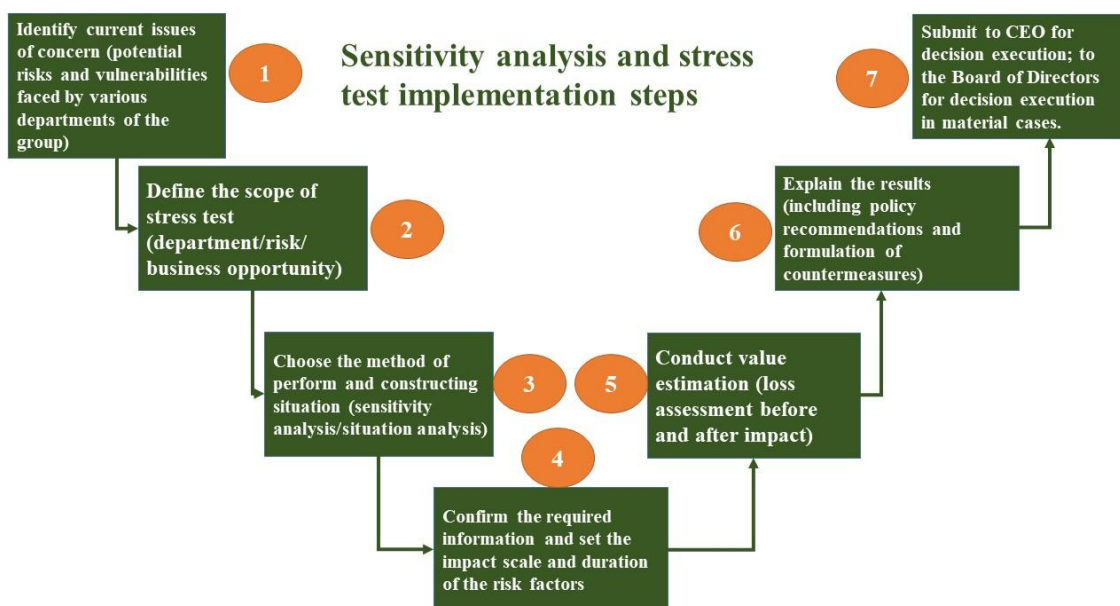 Sensitivity analysis and stress
test implementation steps
1
Identify current issues
of concern (potential
risks and vulnerabilities
faced by various
departments of the
group)
2
Define the scope of
stress test
(department/risk/
business opportunity)
3
Choose the method of
perform and constructing
situation (sensitivity
analysis/situation analysis)
4
Confirm the required
information and set the
impact scale and duration
of the risk factors
5
Conduct value
estimation (loss
assessment before
and after impact)
6
Explain the results
(including policy
recommendations and
formulation of
countermeasures)
7
Submit to CEO for
decision execution; to
the Board of Directors
for decision execution
in material cases.